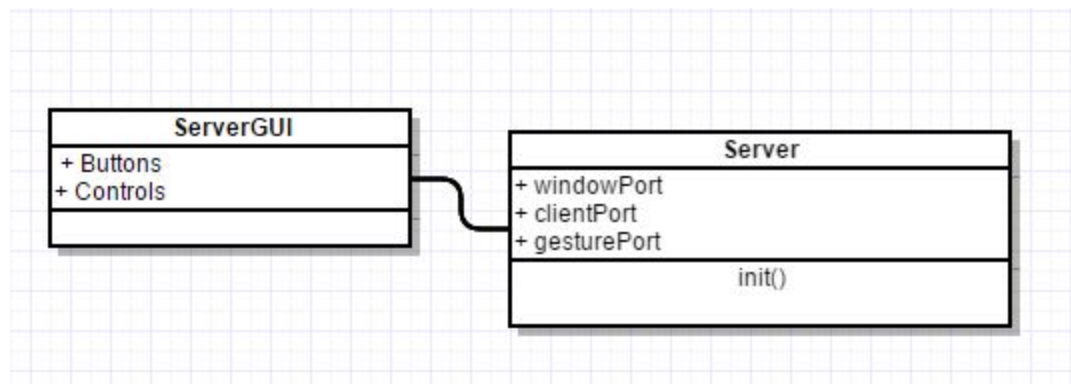 ServerGUI
+ Buttons
+ Controls
Server
+ windowPort
+ clientPort
+ gesturePort
init()